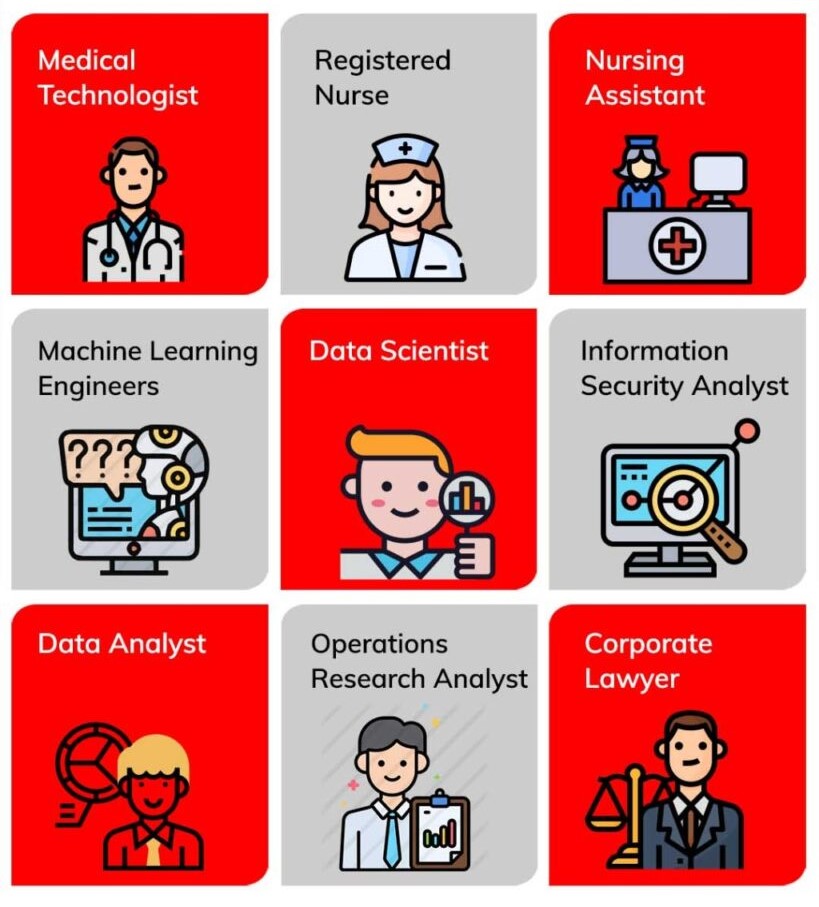 Medical
Technologist
Registered
Nurse
Nursing
Assistant
Machine Learning
Engineers
Data Scientist
Information
Security Analyst
Data Analyst
Operations
Research Analyst
Corporate
Lawyer
???